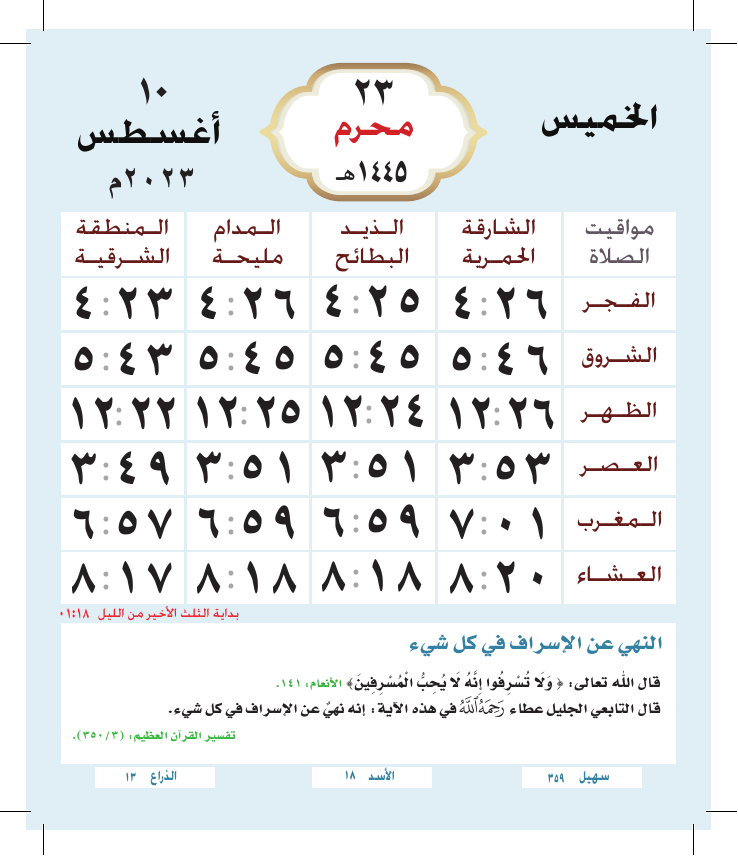 الخميس
٢٣
محرم
١٤٤٥هـ
١٠
أغسطس
٢٠٢٣م
مواقيت الصلاة | الشارقة الحمرية | الذيد البطائح | المدام مليحة | المنطقة الشرقية
الفجر ٤:٢٦ ٤:٢٥ ٤:٢٦ ٤:٢٣
الشروق ٥:٤٦ ٥:٤٥ ٥:٤٥ ٥:٤٣
الظهر ١٢:٢٦ ١٢:٢٤ ١٢:٢٥ ١٢:٢٢
العصر ٣:٥٣ ٣:٥١ ٣:٥١ ٣:٤٩
المغرب ٧:٠١ ٦:٥٩ ٦:٥٩ ٦:٥٧
العشاء ٨:٢٠ ٨:١٨ ٨:١٨ ٨:١٧
بداية الثلث الأخير من الليل ٠١:١٨
النهي عن الإسراف في كل شيء
قال الله تعالى: ﴿ وَلَا تُسْرِفُوا إِنَّهُ لَا يُحِبُّ الْمُسْرِفِينَ﴾ الأنعام: ١٤١.
قال التابعي الجليل عطاء رَحِمَهُ ٱللَّهُ في هذه الآية: إنه نهيٌ عن الإسراف في كل شيء.
تفسير القرآن العظيم: (٣/ ٣٥٠).
سهيل ٣٥٩
الأسد ١٨
الذراع ١٣